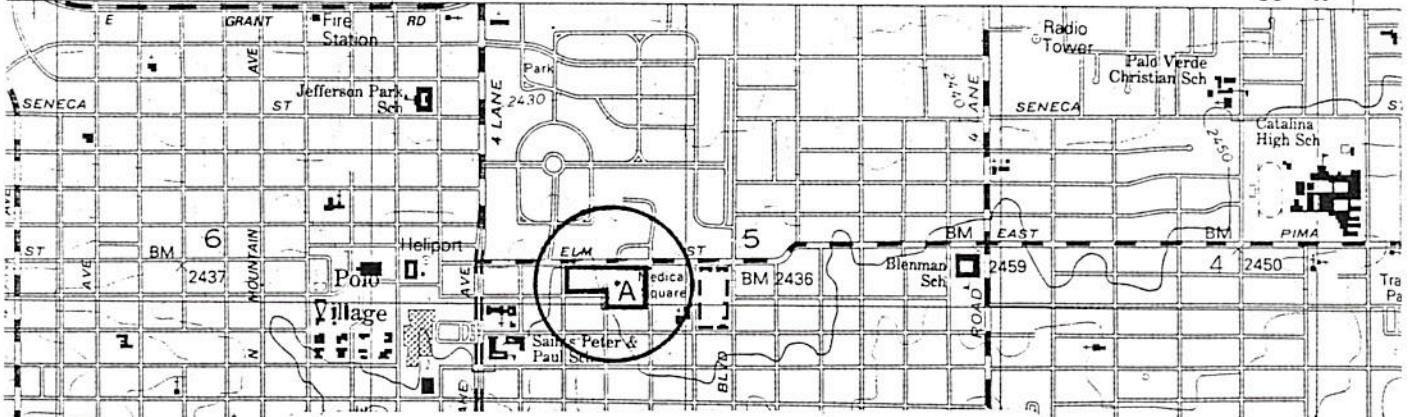 E GRANT RD
Fire
Station
AVE
Radio
Tower
Palo Verde
Christian Sch
Park
4 LANE
2430
2440
4 LANE
Jefferson Park
Sch
SENECA ST
SENECA
2450
Catalina
High Sch
6
5
ELM ST
BM
EAST
BM
PIMA
ST
BM
2437
AVE
MOUNTAIN
Heliport
Polo
Village
AVE
A
Medical
Square
BM 2436
Blenman
Sch
2459
4
2450
ROAD
N
Saints Peter &
Paul Sch
BLVD